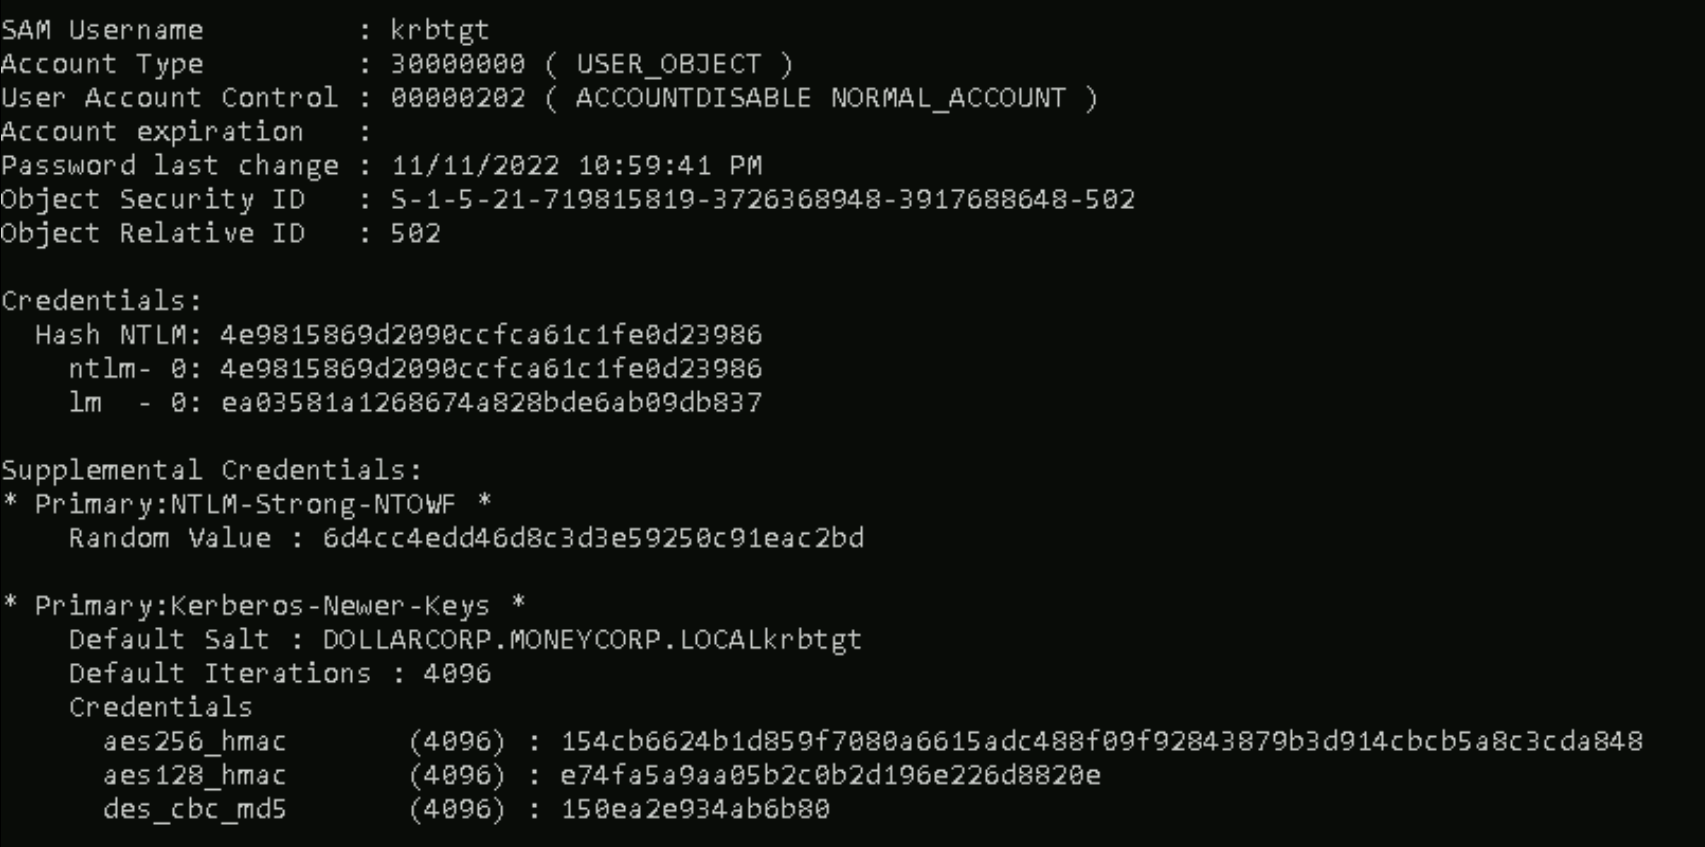 SAM Username         : krbtgt
Account Type         : 30000000 ( USER_OBJECT )
User Account Control : 00000202 ( ACCOUNTDISABLE NORMAL_ACCOUNT )
Account expiration   :
Password last change : 11/11/2022 10:59:41 PM
Object Security ID   : S-1-5-21-719815819-3726368948-3917688648-502
Object Relative ID   : 502

Credentials:
  Hash NTLM: 4e9815869d2090ccfca61c1fe0d23986
    ntlm- 0: 4e9815869d2090ccfca61c1fe0d23986
    lm  - 0: ea03581a1268674a828bde6ab09db837

Supplemental Credentials:
* Primary:NTLM-Strong-NTOWF *
    Random Value : 6d4cc4edd46d8c3d3e59250c91eac2bd

* Primary:Kerberos-Newer-Keys *
    Default Salt : DOLLARCORP.MONEYCORP.LOCALkrbtgt
    Default Iterations : 4096
    Credentials
      aes256_hmac       (4096) : 154cb6624b1d859f7080a6615adc488f09f92843879b3d914cbcb5a8c3cda848
      aes128_hmac       (4096) : e74fa5a9aa05b2c0b2d196e226d8820e
      des_cbc_md5       (4096) : 150ea2e934ab6b80